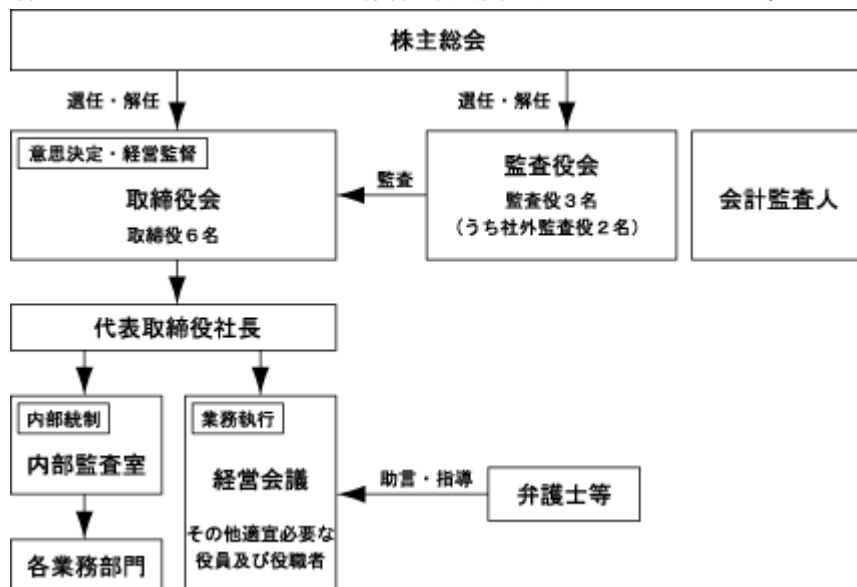 株主総会
選任・解任
選任・解任
意思決定・経営監督
取締役会
取締役6名
監査
監査役会
監査役3名
(うち社外監査役2名)
会計監査人
代表取締役社長
内部統制
内部監査室
業務執行
経営会議
その他適宜必要な
役員及び役職者
助言・指導
弁護士等
各業務部門